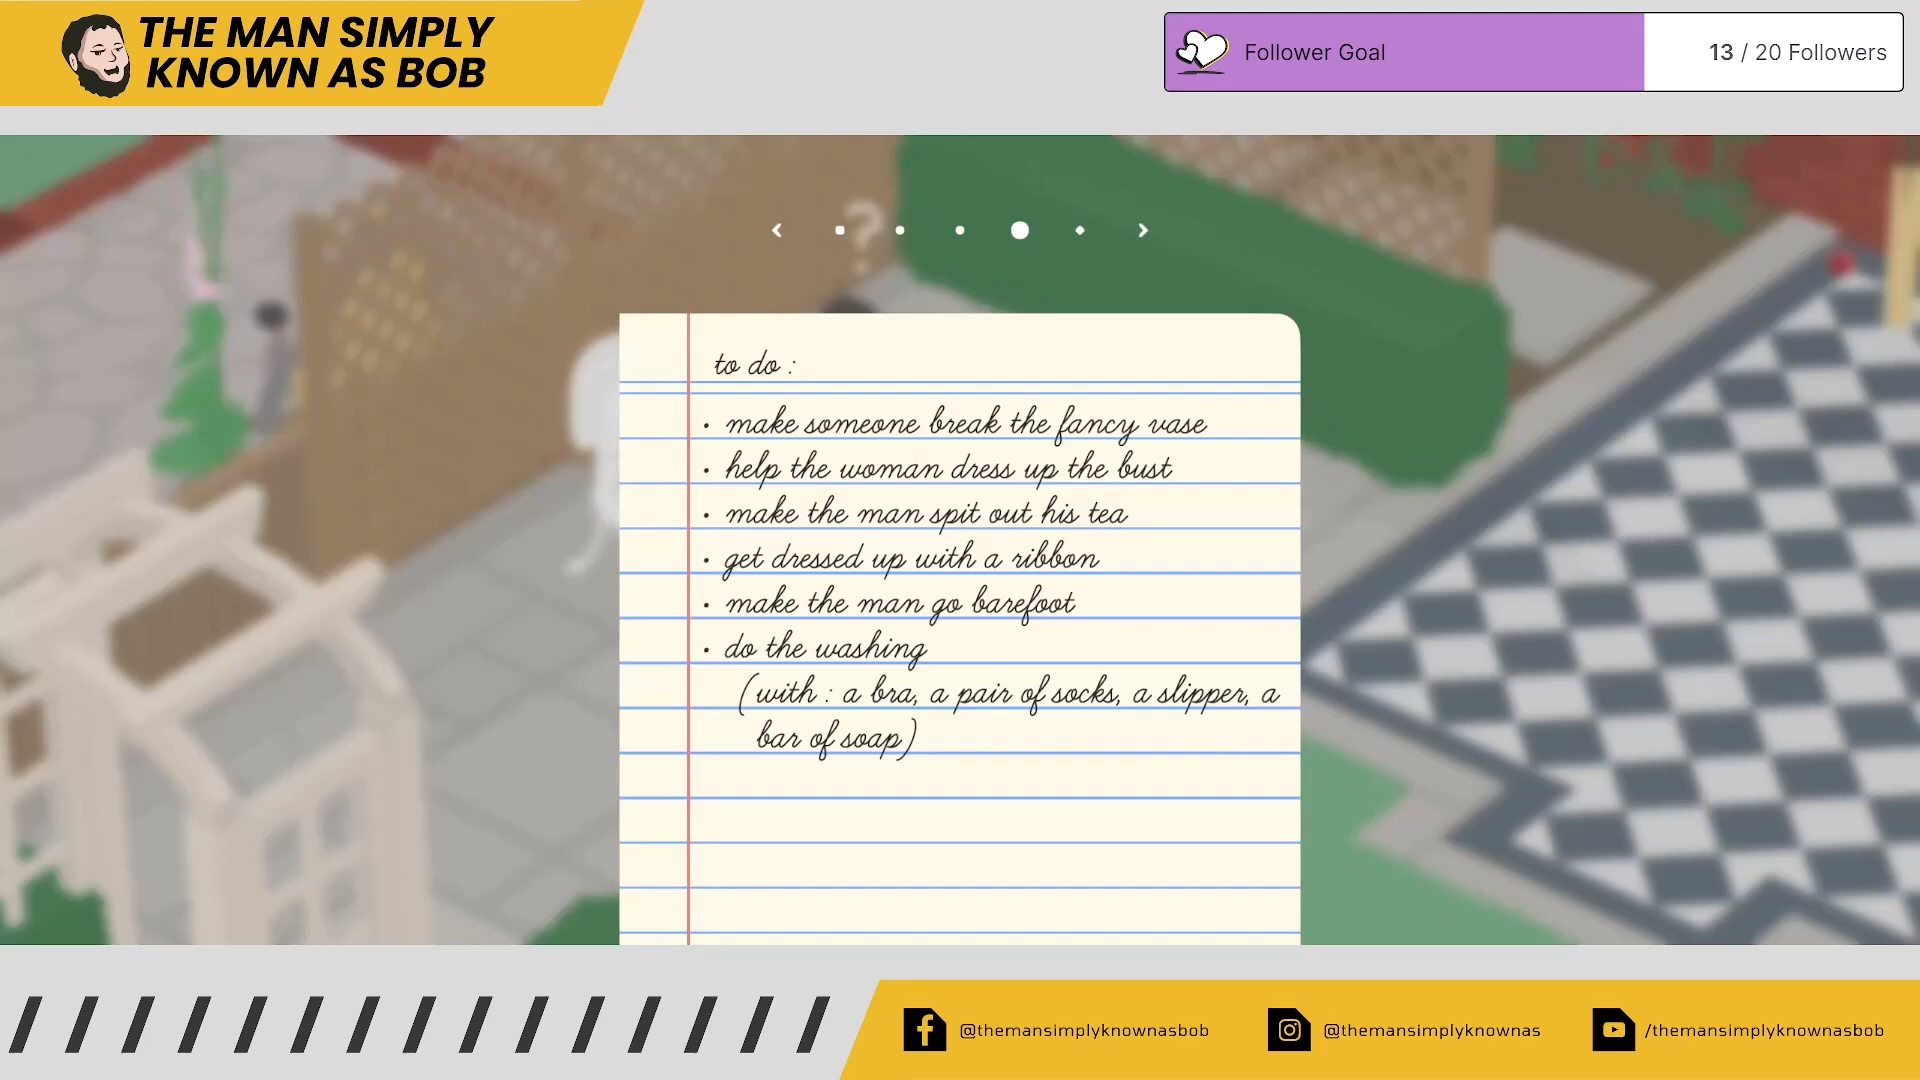 THE MAN SIMPLY
KNOWN AS BOB
Follower Goal
13 / 20 Followers
?
to do :
• make someone break the fancy vase
• help the woman dress up the bust
• make the man spit out his tea
• get dressed up with a ribbon
• make the man go barefoot
• do the washing
(with : a bra, a pair of socks, a slipper, a
bar of soap)
@themansimplyknownasbob
@themansimplyknownas
/themansimplyknownasbob